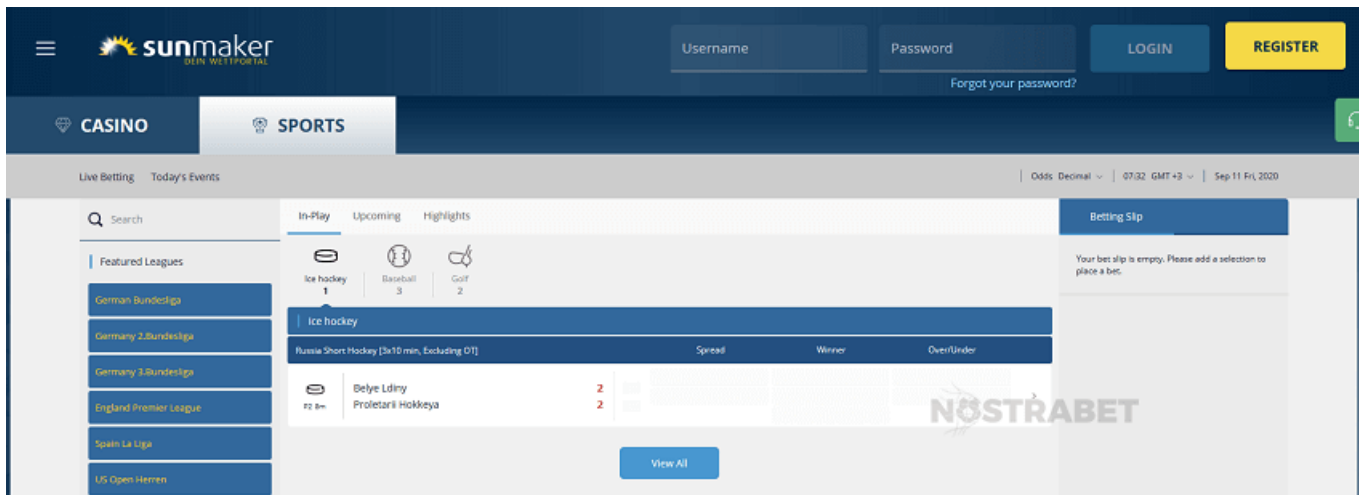 sunmaker
DEIN WETTPORTAL
Username
Password
LOGIN
REGISTER
Forgot your password?
CASINO
SPORTS
Live Betting Today's Events
Odds Decimal
07:32 GMT +3
Sep 11 Fri, 2020
Search
In-Play Upcoming Highlights
Betting Slip
Featured Leagues
Ice hockey
1
Baseball
3
Golf
2
Your bet slip is empty. Please add a selection to
place a bet.
German Bundesliga
Germany 2.Bundesliga
Germany 3.Bundesliga
England Premier League
Spain La Liga
US Open Herren
Ice hockey
Russia Short Hockey [3x10 min, Excluding OT] Spread Winner Over/Under
P2 8m
Belye Ldiny 2
Proletarii Hokkeya 2
NOSTRABET
View All